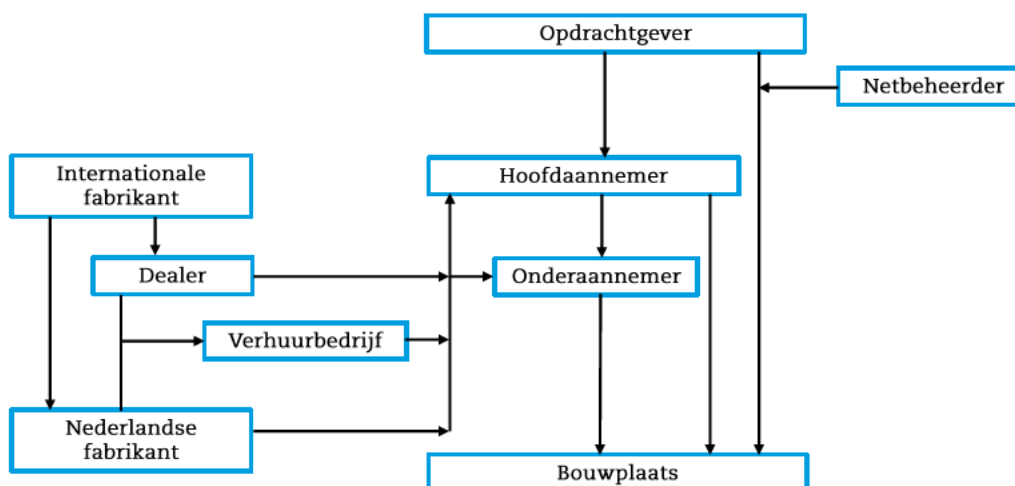 Opdrachtgever
Netbeheerder
Internationale
fabrikant
Hoofdaannemer
Dealer
Onderaannemer
Verhuurbedrijf
Nederlandse
fabrikant
Bouwplaats